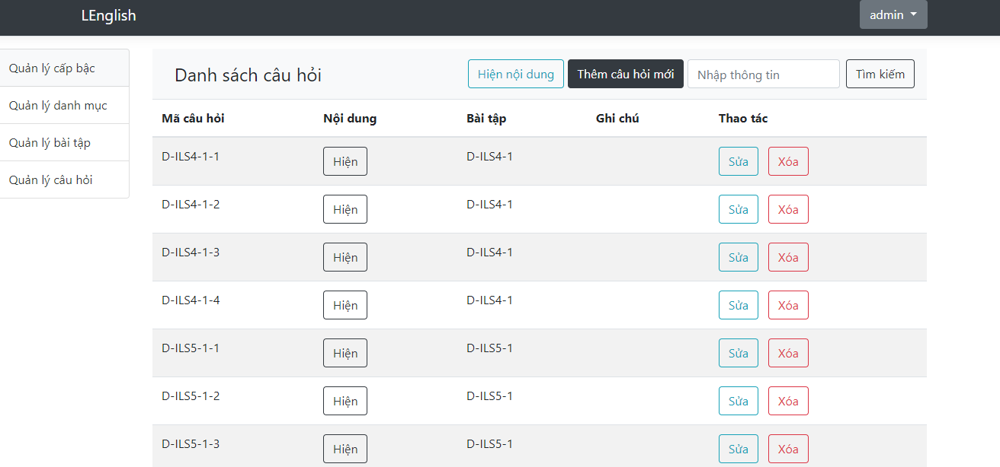 LEnglish admin
Quản lý cấp bậc
Quản lý danh mục
Quản lý bài tập
Quản lý câu hỏi
Danh sách câu hỏi Hiện nội dung Thêm câu hỏi mới Nhập thông tin Tìm kiếm
Mã câu hỏi Nội dung Bài tập Ghi chú Thao tác
D-ILS4-1-1 Hiện D-ILS4-1 Sửa Xóa
D-ILS4-1-2 Hiện D-ILS4-1 Sửa Xóa
D-ILS4-1-3 Hiện D-ILS4-1 Sửa Xóa
D-ILS4-1-4 Hiện D-ILS4-1 Sửa Xóa
D-ILS5-1-1 Hiện D-ILS5-1 Sửa Xóa
D-ILS5-1-2 Hiện D-ILS5-1 Sửa Xóa
D-ILS5-1-3 Hiện D-ILS5-1 Sửa Xóa